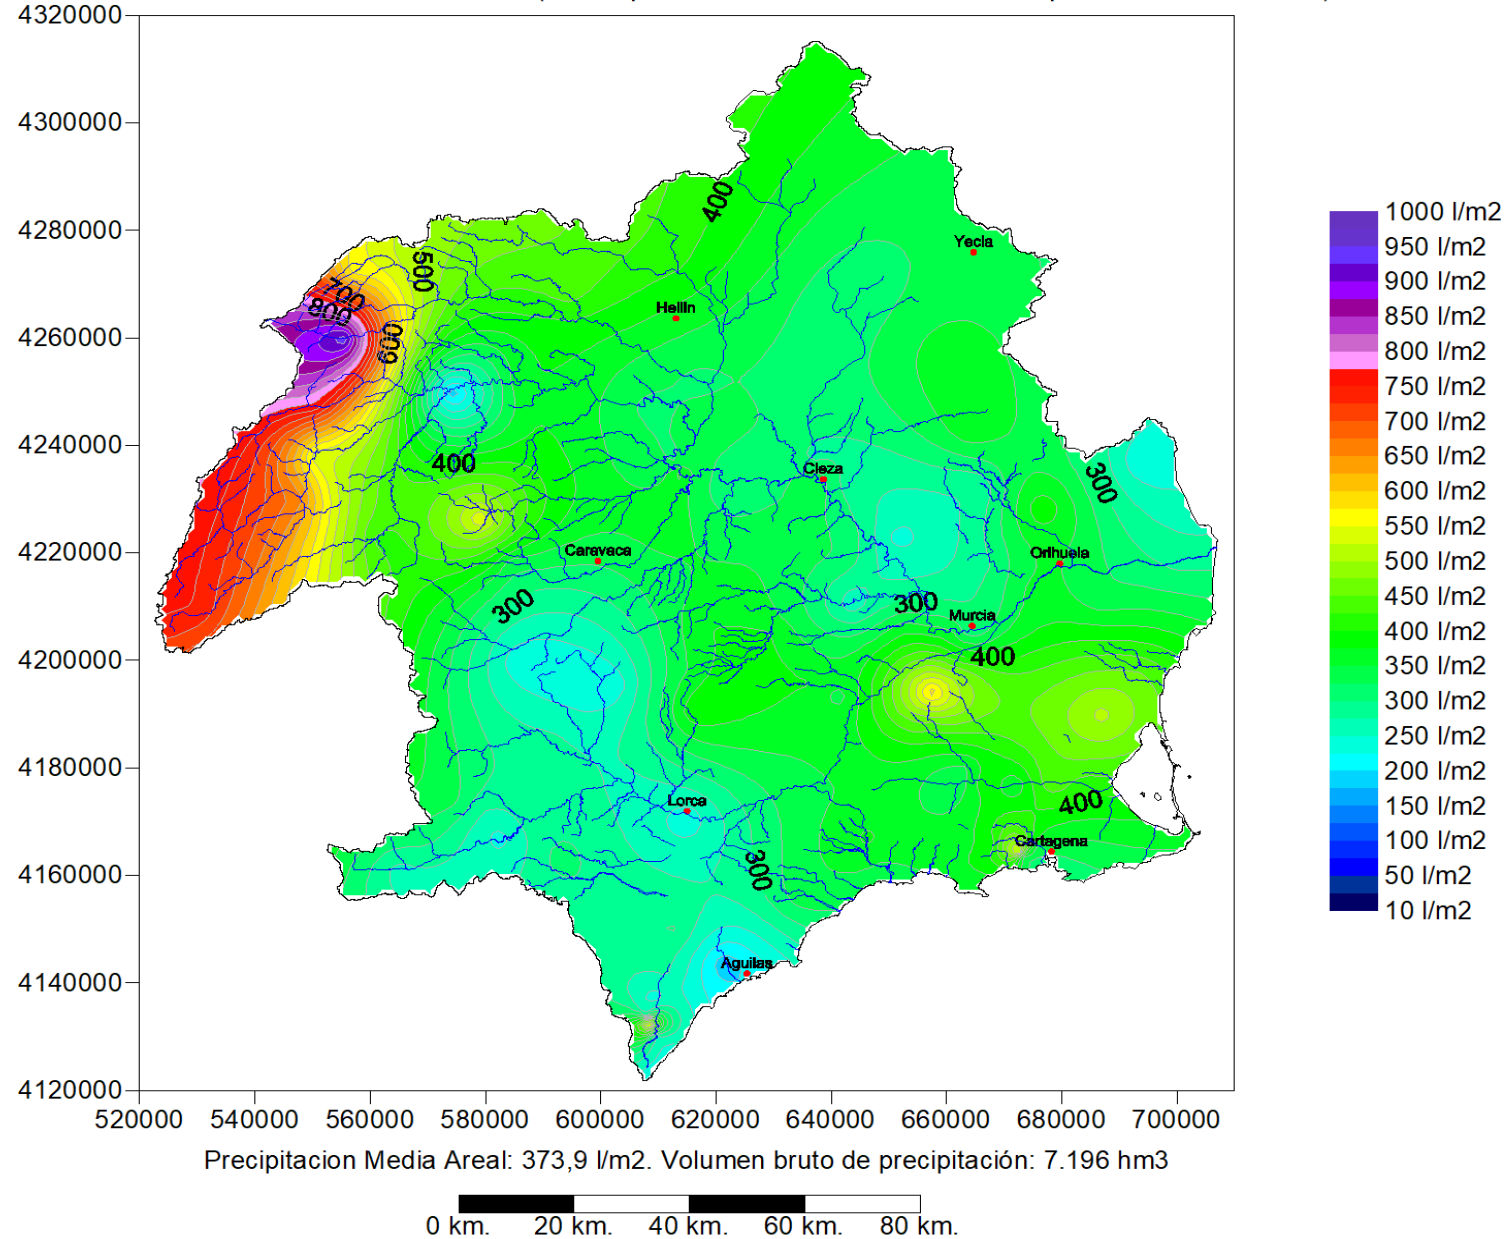 4320000
4300000
4280000
4260000
4240000
4220000
4200000
4180000
4160000
4140000
4120000
520000 540000 560000 580000 600000 620000 640000 660000 680000 700000
400
Yecla
500
700
800
600
Hellin
400
Cieza
300
Caravaca
Orihuela
300
300
Murcia
400
Lorca
400
Cartagena
300
Aguilas
1000 l/m2
950 l/m2
900 l/m2
850 l/m2
800 l/m2
750 l/m2
700 l/m2
650 l/m2
600 l/m2
550 l/m2
500 l/m2
450 l/m2
400 l/m2
350 l/m2
300 l/m2
250 l/m2
200 l/m2
150 l/m2
100 l/m2
50 l/m2
10 l/m2
Precipitacion Media Areal: 373,9 l/m2. Volumen bruto de precipitación: 7.196 hm3
0 km. 20 km. 40 km. 60 km. 80 km.